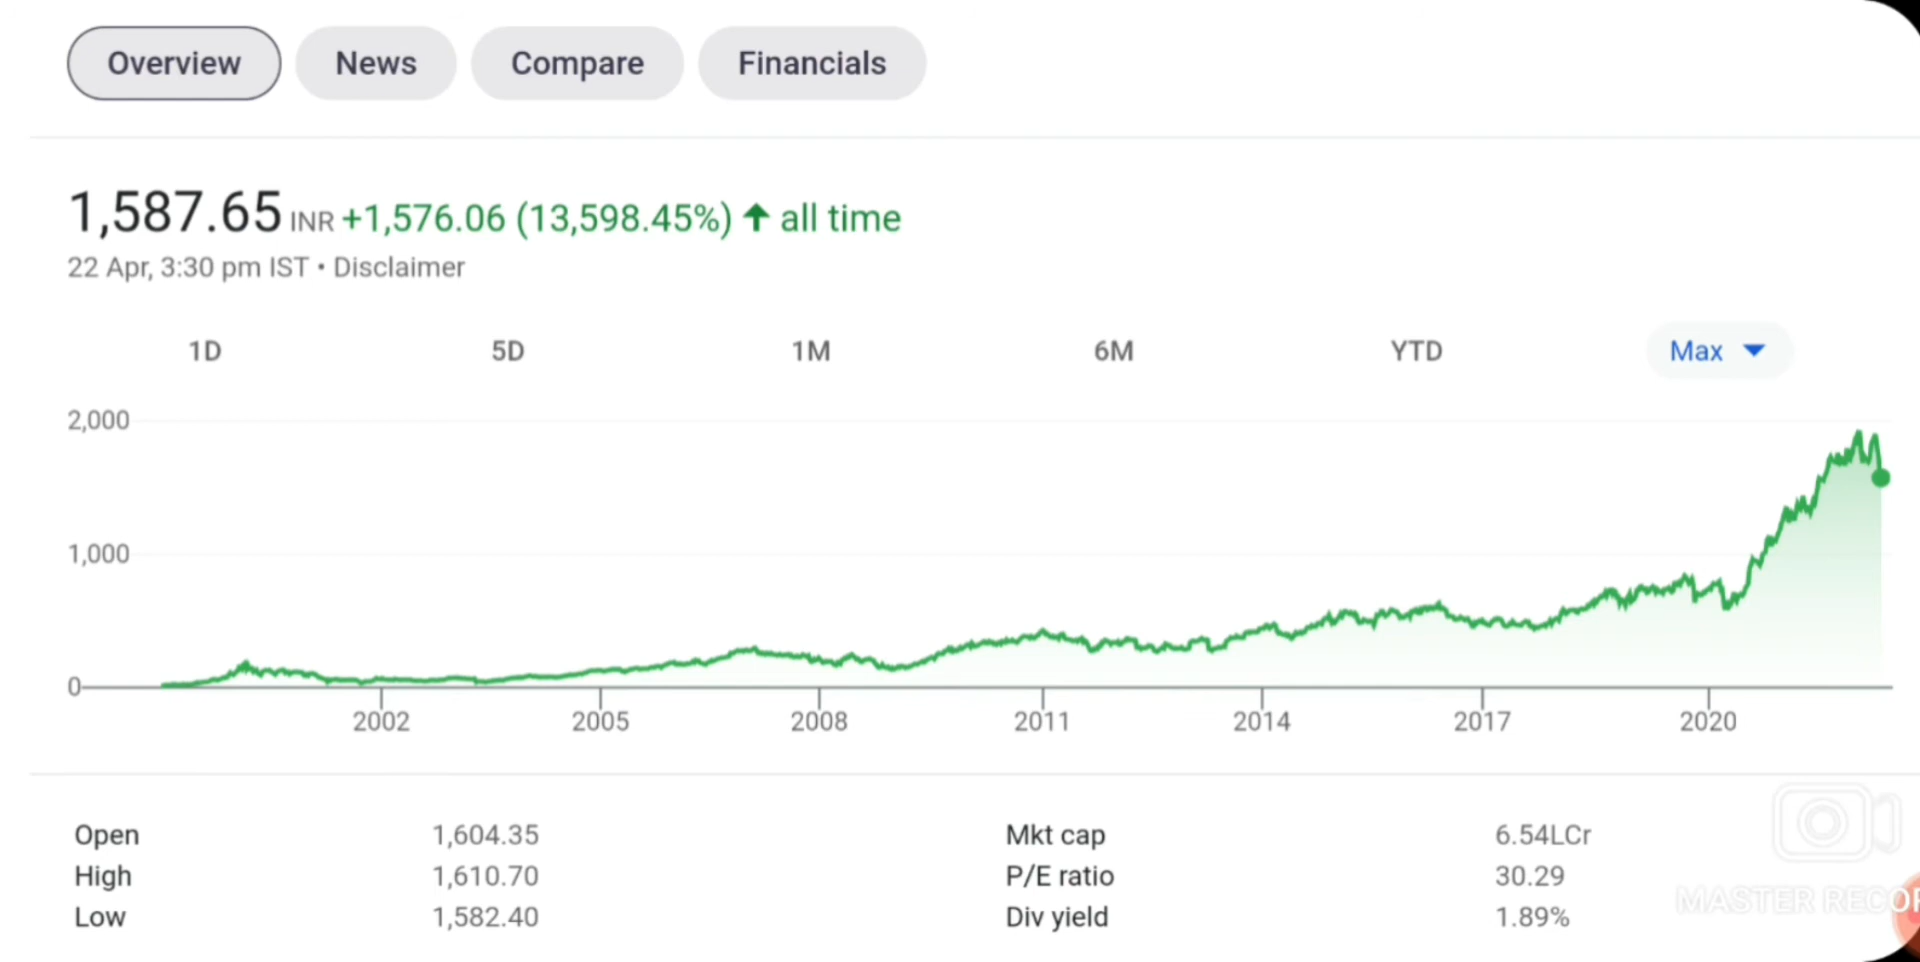 Overview News Compare Financials
1,587.65 INR +1,576.06 (13,598.45%) ↑ all time
22 Apr, 3:30 pm IST • Disclaimer
1D 5D 1M 6M YTD Max
2,000
1,000
0
2002 2005 2008 2011 2014 2017 2020
Open 1,604.35 Mkt cap 6.54LCr
High 1,610.70 P/E ratio 30.29
Low 1,582.40 Div yield 1.89%
MASTER RECOR